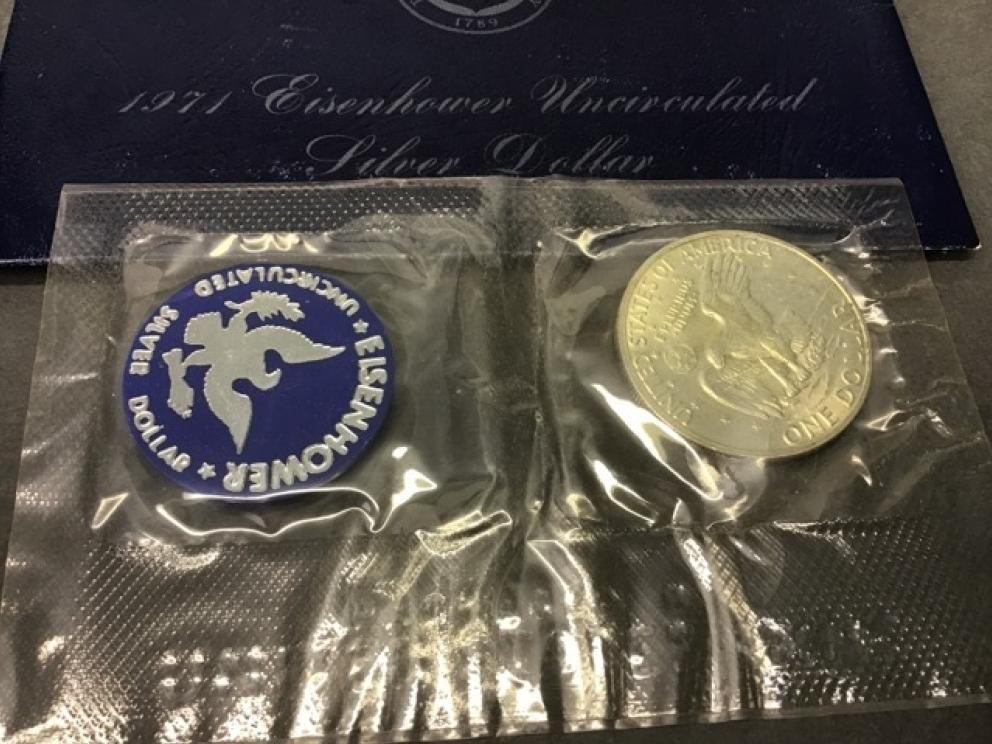 1789
1971 Eisenhower Uncirculated
Silver Dollar
EISENHOWER
★ UNCIRCULATED
SILVER DOLLAR ★
UNITED STATES OF AMERICA
E PLURIBUS
UNUM
ONE DOLLAR